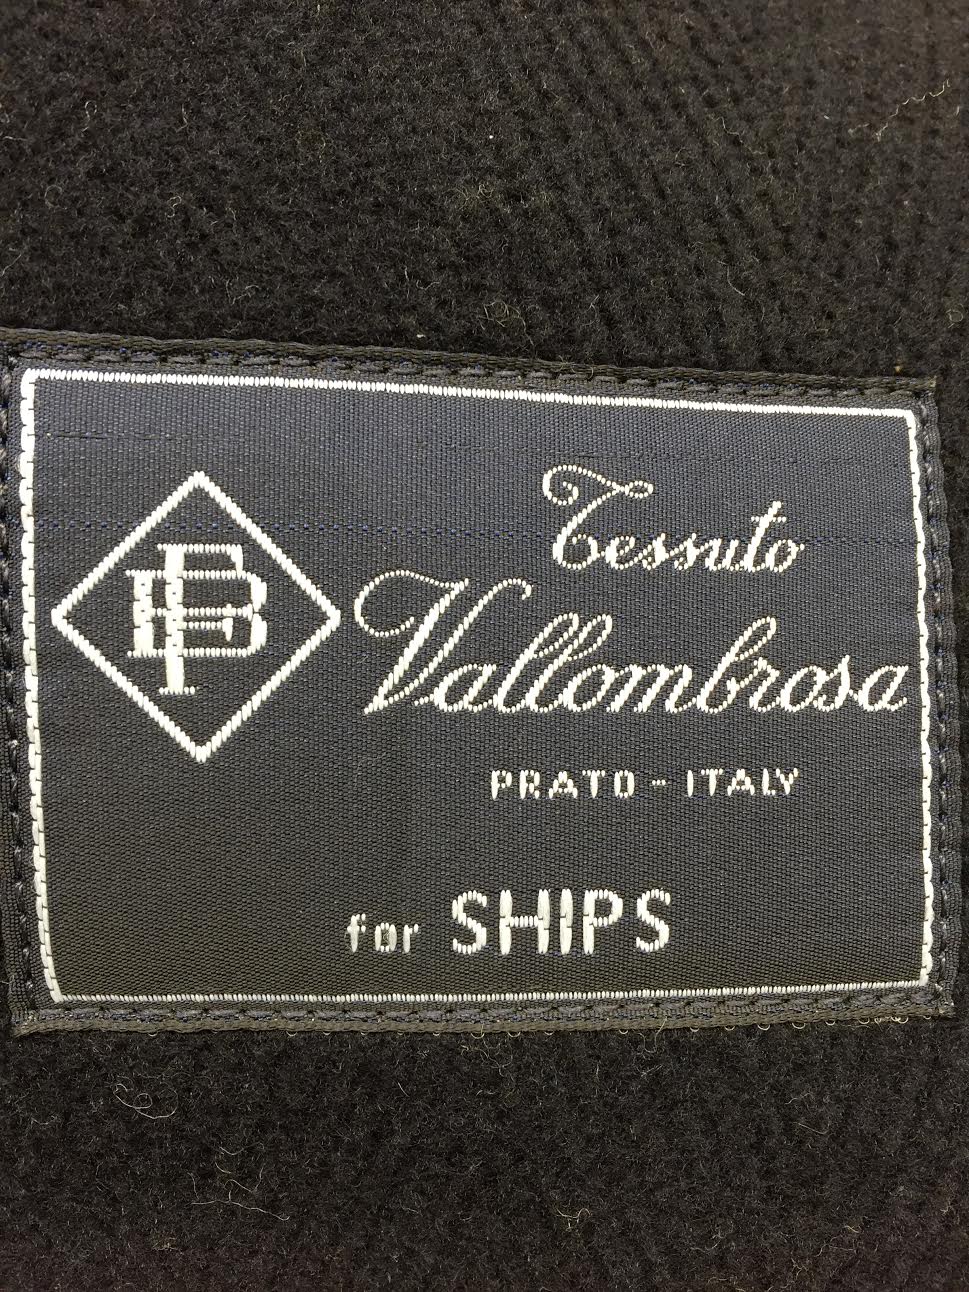 Tessuto
Vallombrosa
PRATO - ITALY
for SHIPS